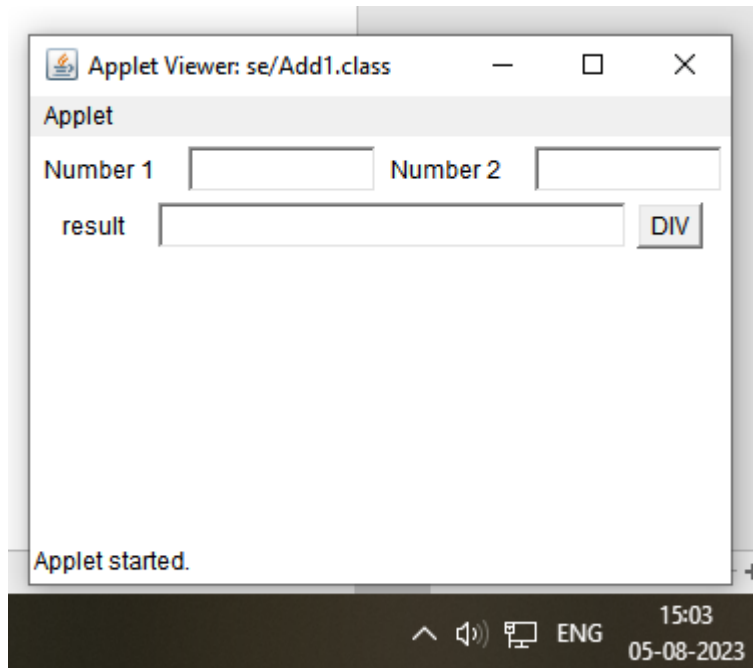 Applet Viewer: se/Add1.class
Applet
Number 1 Number 2
result DIV
Applet started.
ENG 15:03
05-08-2023